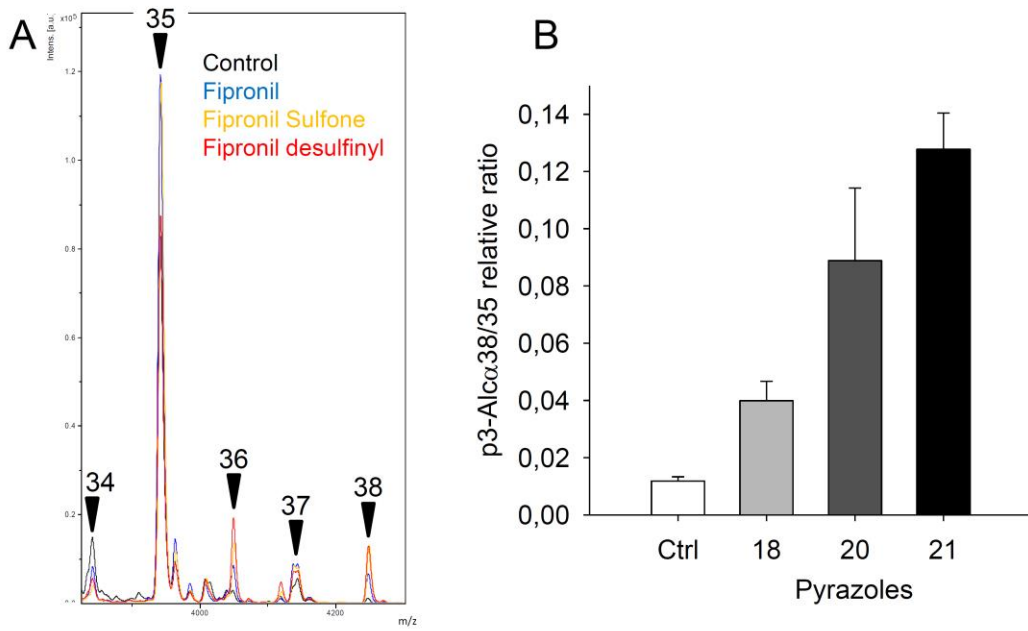 A
Intens. [a.u.]
x10⁵
35
Control
Fipronil
Fipronil Sulfone
Fipronil desulfinyl
1.2
1.0
0.8
0.6
0.4
36
34
37
38
0.2
0.0
4000
4200
m/z
B
p3-Alcα38/35 relative ratio
0,14
0,12
0,10
0,08
0,06
0,04
0,02
0,00
Ctrl
18
20
21
Pyrazoles